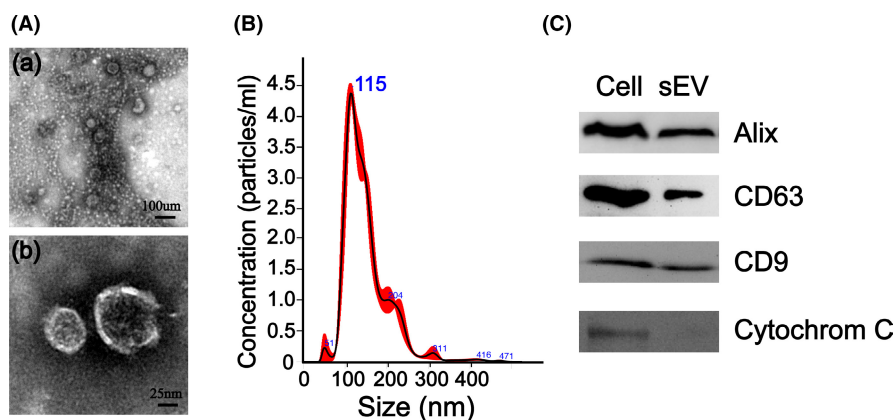 (A)
(a)
100um
(b)
25nm
(B)
Concentration (particles/ml)
4.5
4.0
3.5
3.0
2.5
2.0
1.5
1.0
0.5
0
115
204
311
416
471
0 100 200 300 400
Size (nm)
(C)
Cell sEV
Alix
CD63
CD9
Cytochrom C